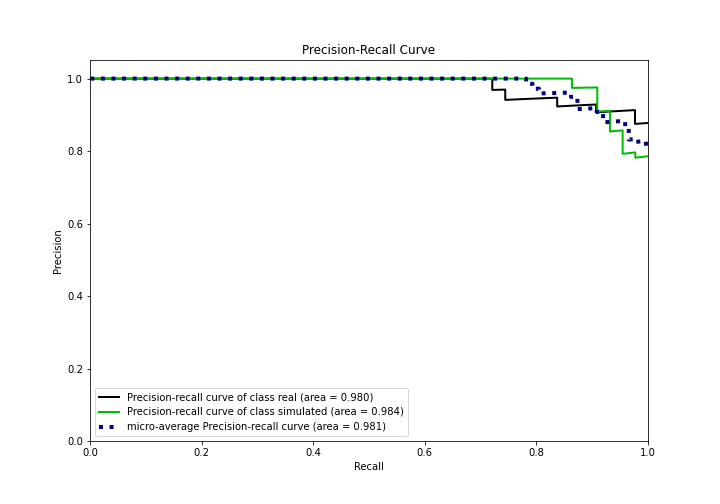 Precision-Recall Curve
1.0
0.8
0.6
0.4
0.2
0.0
Precision
Precision-recall curve of class real (area = 0.980)
Precision-recall curve of class simulated (area = 0.984)
micro-average Precision-recall curve (area = 0.981)
0.0 0.2 0.4 0.6 0.8 1.0
Recall